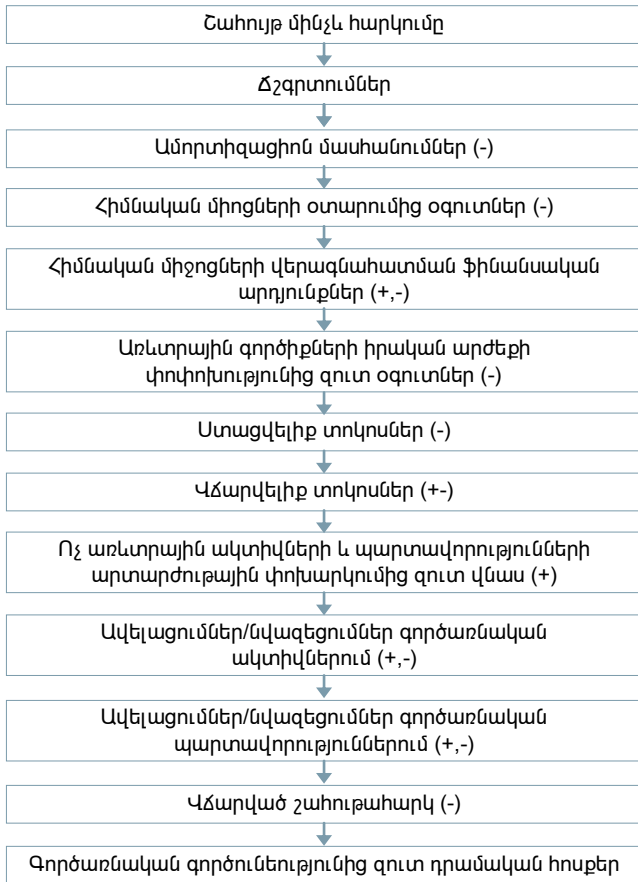 Շահույթ մինչև հարկումը
Ճշգրտումներ
Ամորտիզացիոն մասհանումներ (-)
Հիմնական միոցների օտարումից օգուտներ (-)
Հիմնական միջոցների վերագնահատման ֆինանսական
արդյունքներ (+,-)
Առևտրային գործիքների իրական արժեքի
փոփոխությունից զուտ օգուտներ (-)
Ստացվելիք տոկոսներ (-)
Վճարվելիք տոկոսներ (+-)
Ոչ առևտրային ակտիվների և պարտավորությունների
արտարժութային փոխարկումից զուտ վնաս (+)
Ավելացումներ/նվազեցումներ գործառնական
ակտիվներում (+,-)
Ավելացումներ/նվազեցումներ գործառնական
պարտավորություններում (+,-)
Վճարված շահութահարկ (-)
Գործառնական գործունեությունից զուտ դրամական հոսքեր